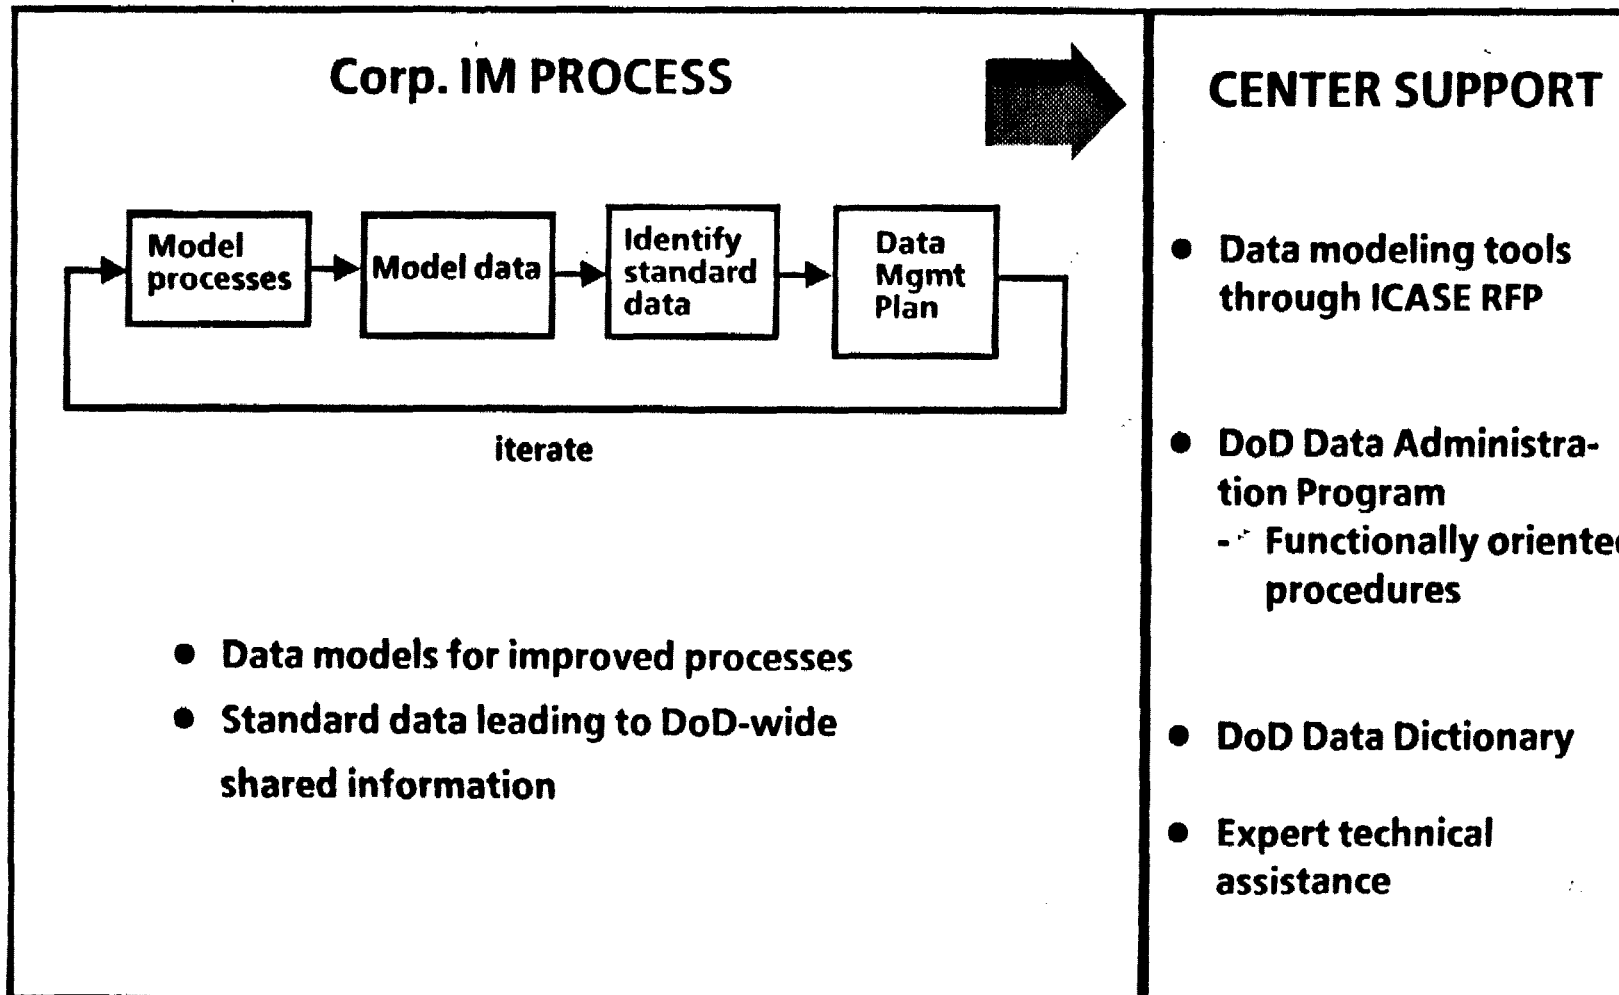 Corp. IM PROCESS
Model
processes
Model data
Identify
standard
data
Data
Mgmt
Plan
iterate
● Data models for improved processes
● Standard data leading to DoD-wide
shared information
CENTER SUPPORT
● Data modeling tools
through ICASE RFP
● DoD Data Administra-
tion Program
- Functionally oriented
procedures
● DoD Data Dictionary
● Expert technical
assistance